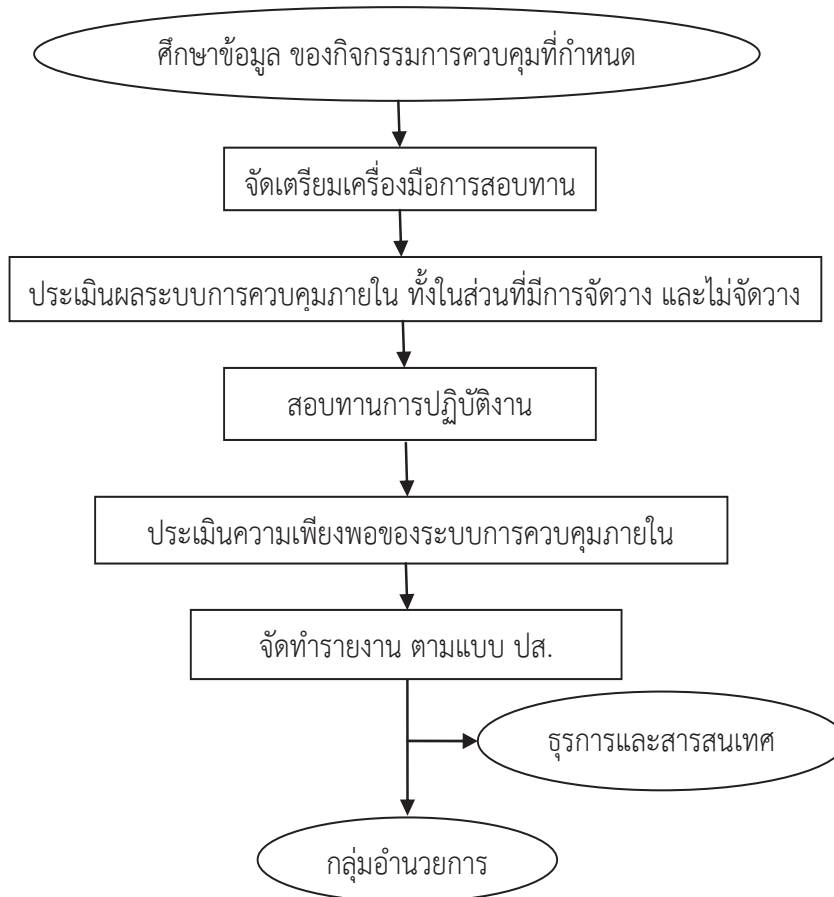 ศึกษาข้อมูล ของกิจกรรมการควบคุมที่กำหนด
จัดเตรียมเครื่องมือการสอบทาน
ประเมินผลระบบการควบคุมภายใน ทั้งในส่วนที่มีการจัดวาง และไม่จัดวาง
สอบทานการปฏิบัติงาน
ประเมินความเพียงพอของระบบการควบคุมภายใน
จัดทำรายงาน ตามแบบ ปส.
ธุรการและสารสนเทศ
กลุ่มอำนวยการ